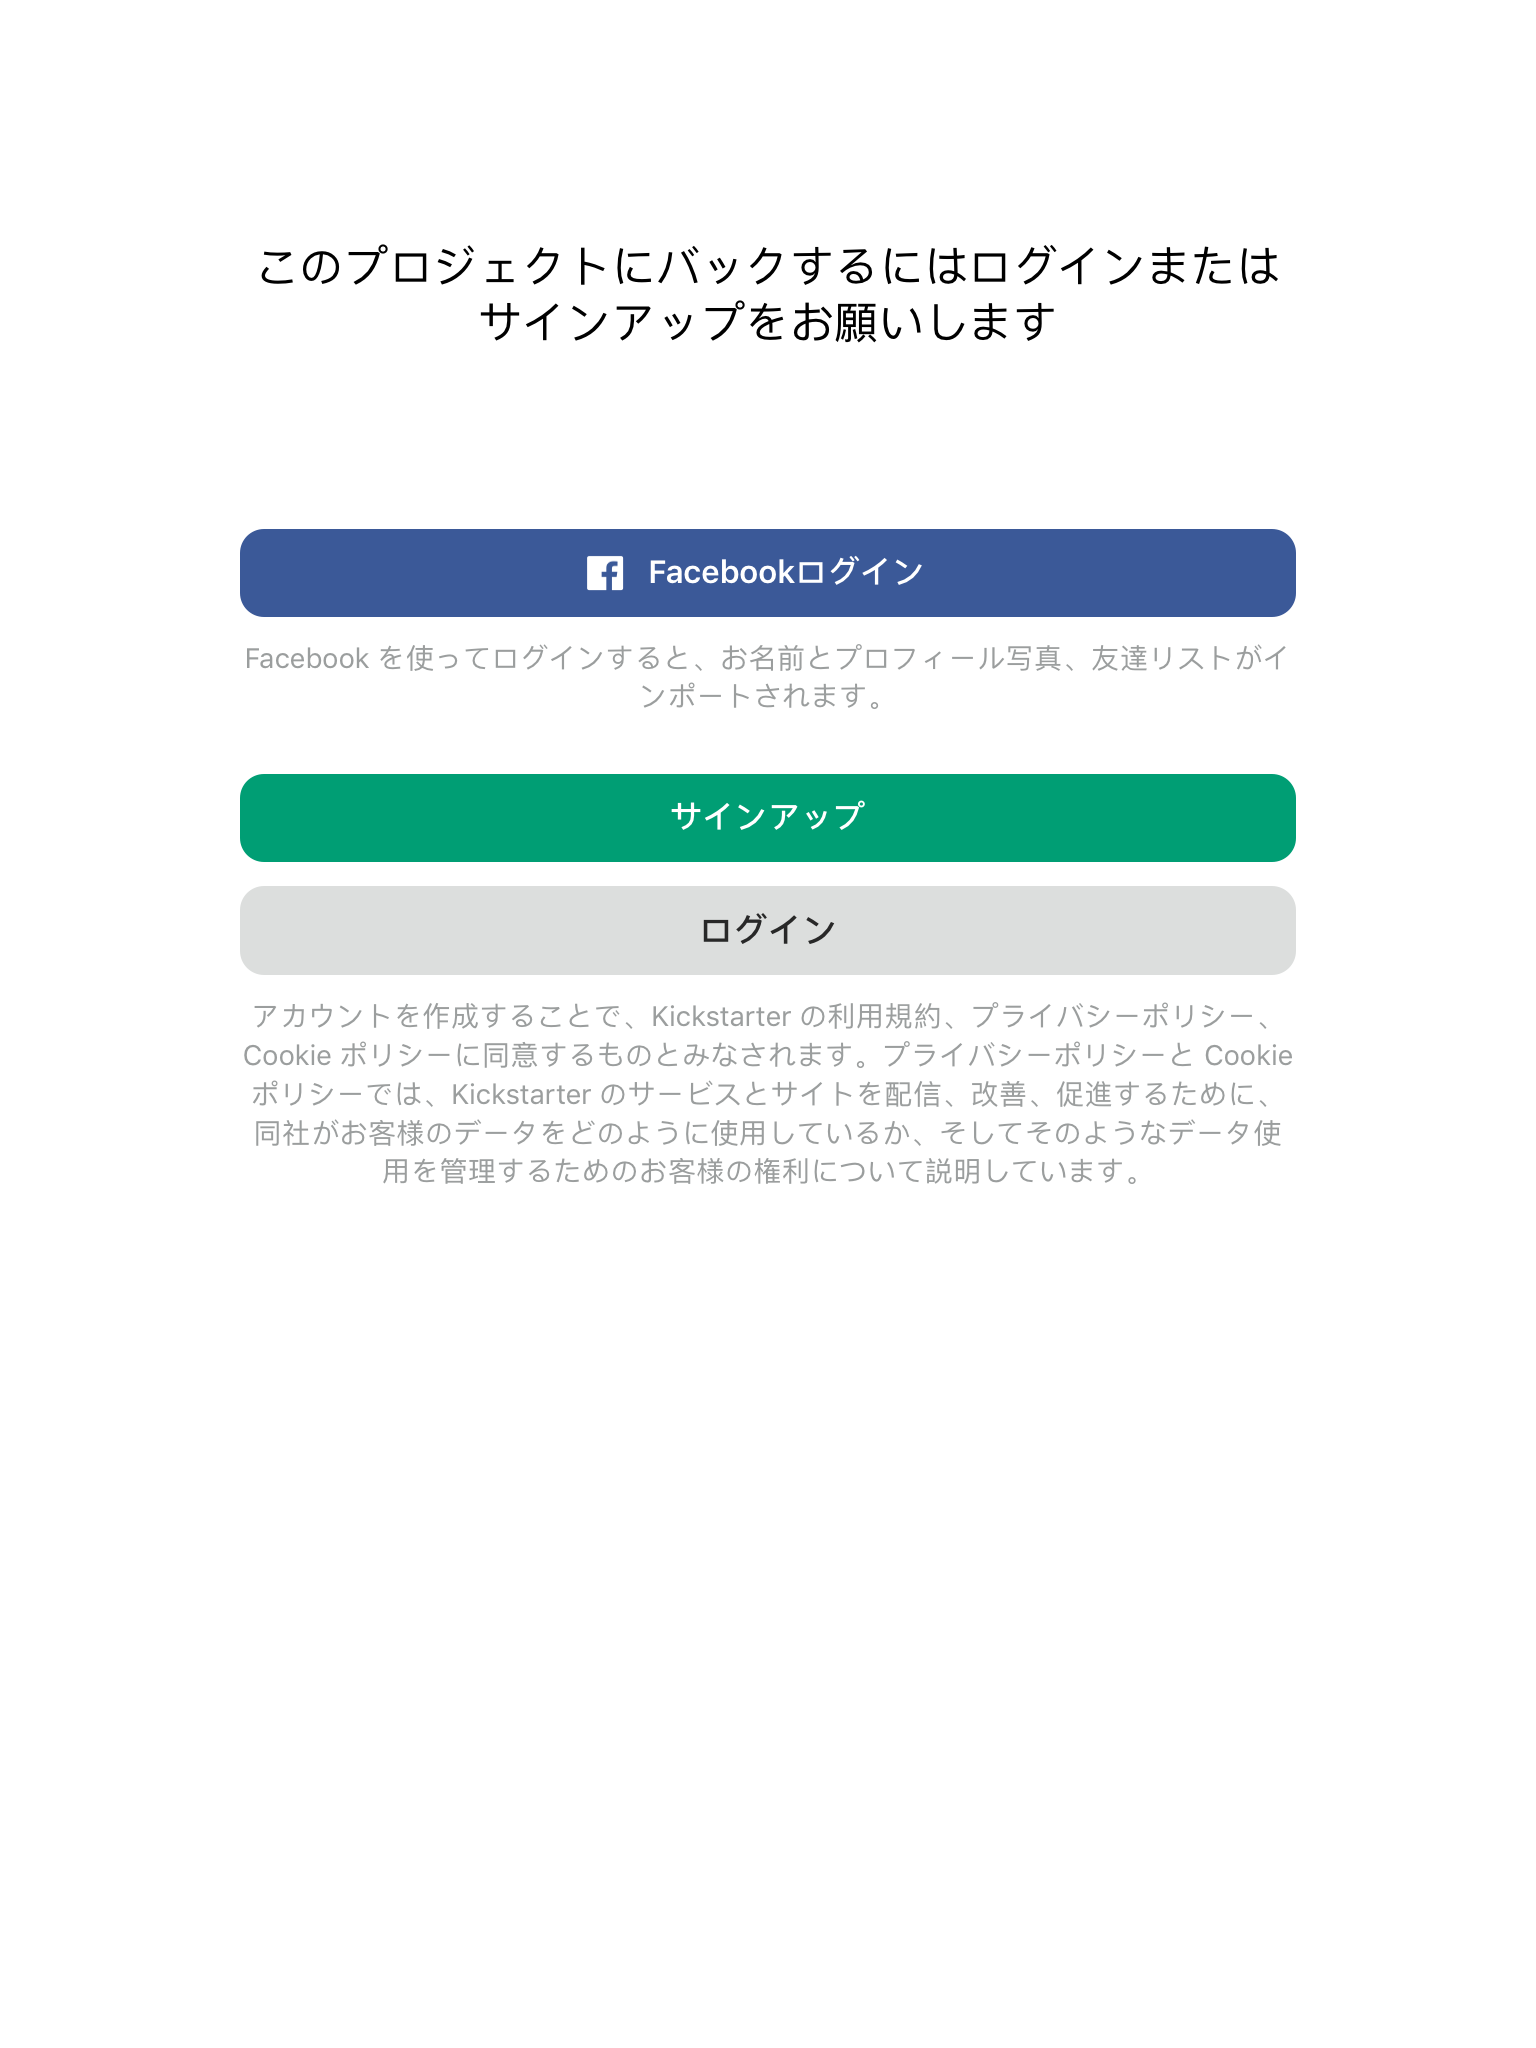 このプロジェクトにバックするにはログインまたは
サインアップをお願いします
Facebookログイン
Facebook を使ってログインすると、お名前とプロフィール写真、友達リストがイ
ンポートされます。
サインアップ
ログイン
アカウントを作成することで、Kickstarter の利用規約、プライバシーポリシー、
Cookie ポリシーに同意するものとみなされます。プライバシーポリシーと Cookie
ポリシーでは、Kickstarter のサービスとサイトを配信、改善、促進するために、
同社がお客様のデータをどのように使用しているか、そしてそのようなデータ使
用を管理するためのお客様の権利について説明しています。